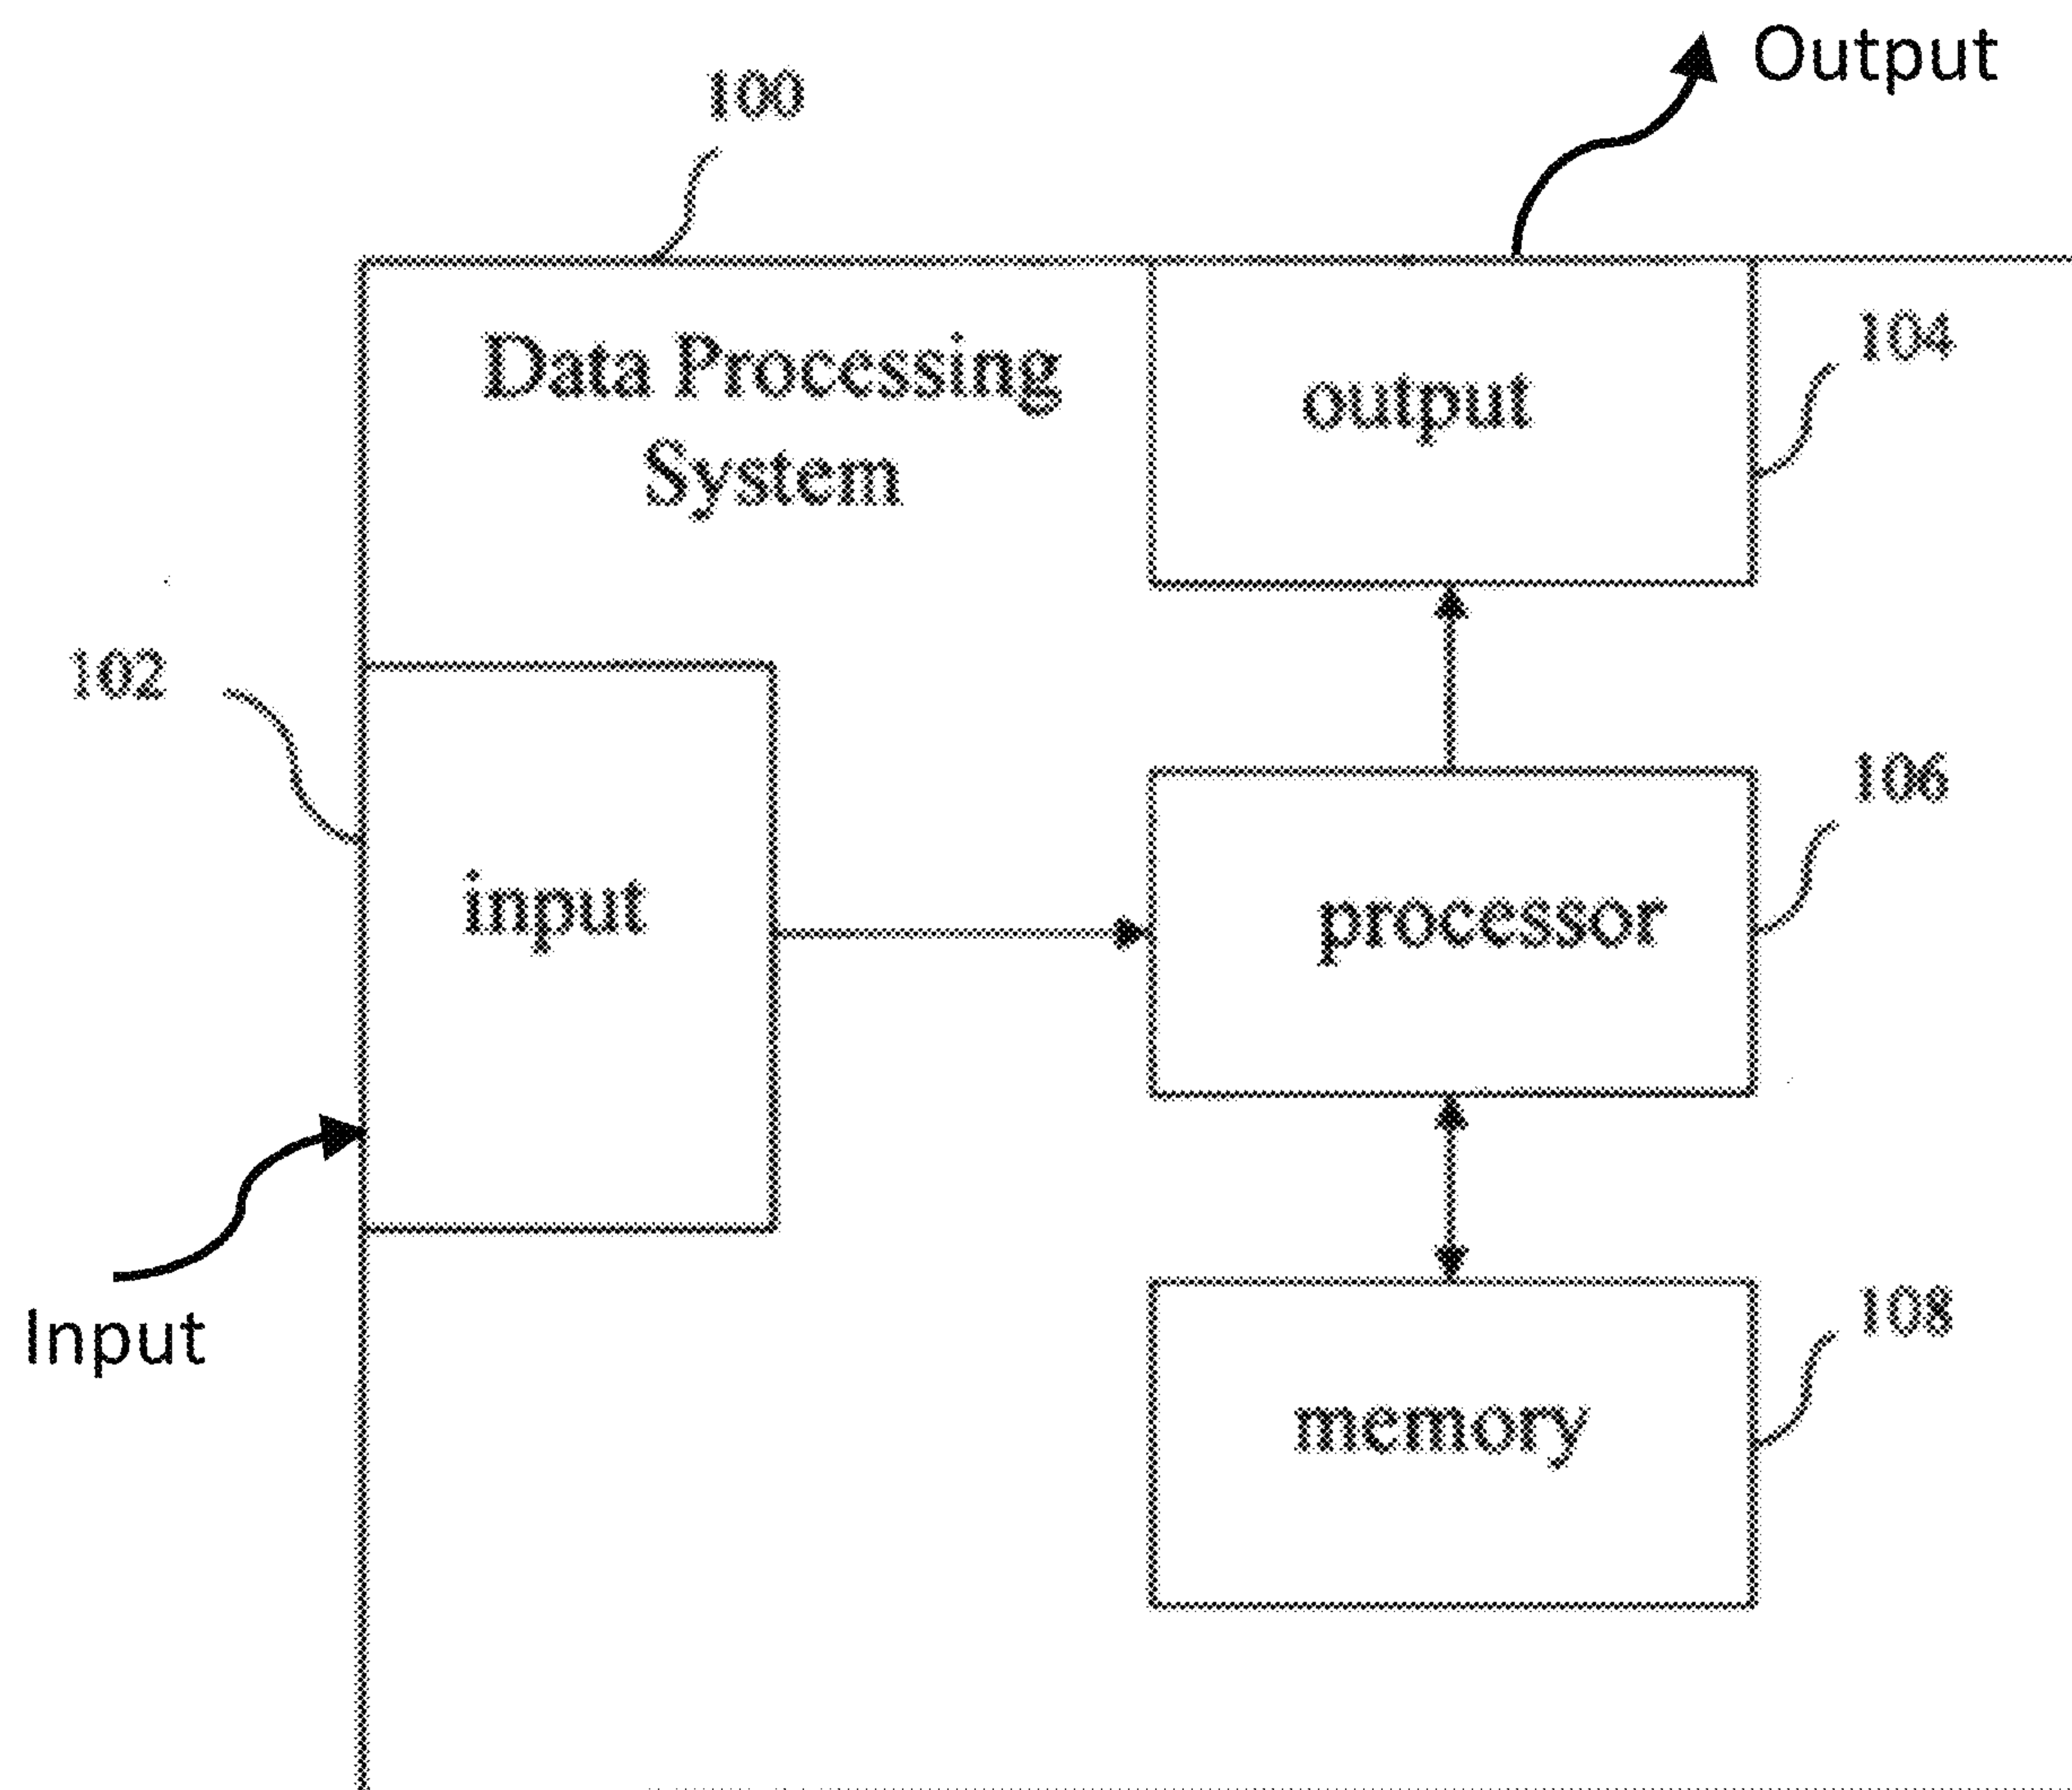 Output
100
Data Processing
System
output
104
102
input
processor
106
Input
memory
108